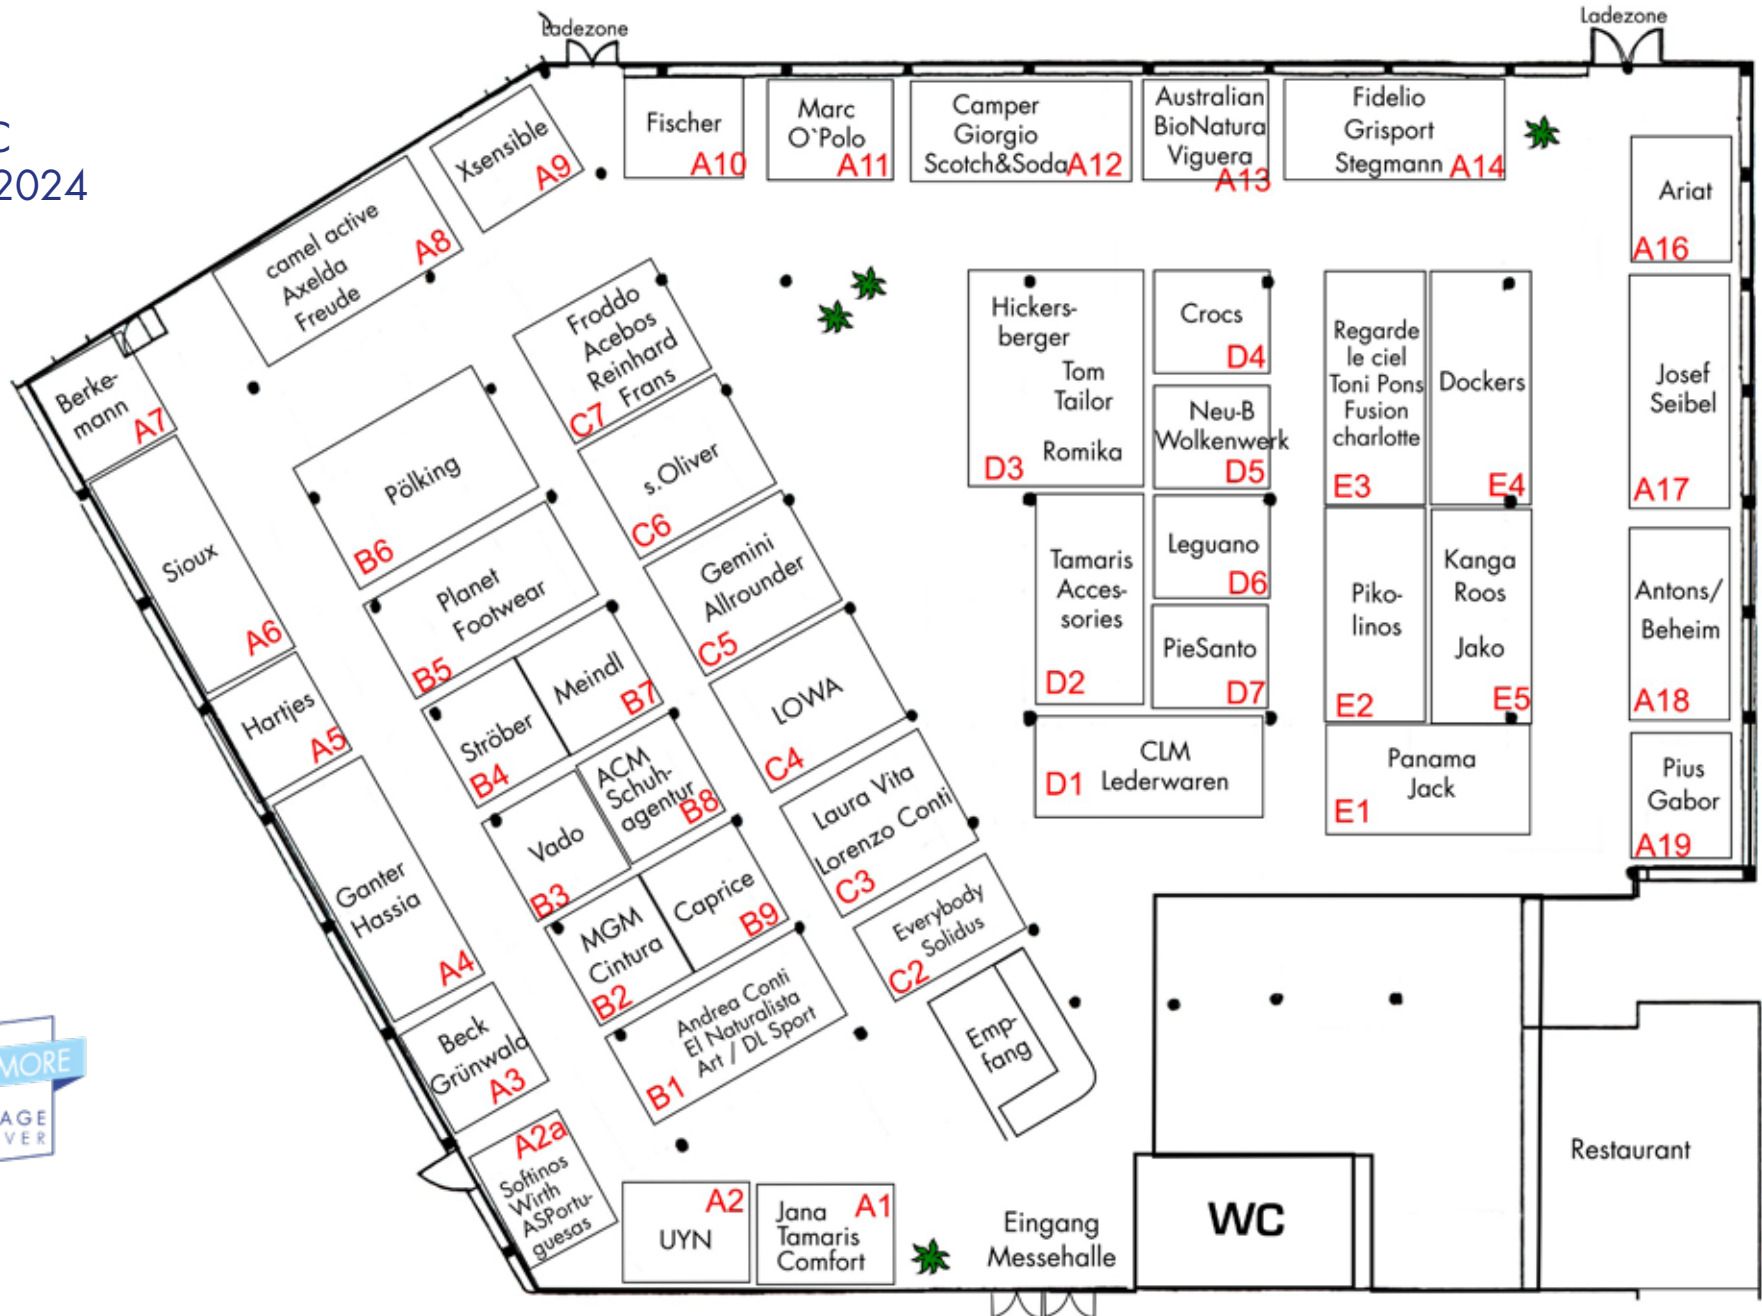 Ladezone
Ladezone
C
2024
Xsensible
A9
Fischer
A10
Marc
O`Polo
A11
Camper
Giorgio
Scotch&Soda
A12
Australian
BioNatura
Viguera
A13
Fidelio
Grisport
Stegmann
A14
Ariat
A16
camel active
Axelda
Freude
A8
Berke-
mann
A7
Froddo
Acebos
Reinhard
Frans
C7
Hickers-
berger
Tom
Tailor
Romika
D3
Crocs
D4
Neu-B
Wolkenwerk
D5
Regarde
le ciel
Toni Pons
Fusion
charlotte
E3
Dockers
E4
Josef
Seibel
A17
Pölking
B6
s.Oliver
C6
Sioux
A6
Planet
Footwear
B5
Gemini
Allrounder
C5
Tamaris
Acces-
sories
D2
Leguano
D6
PieSanto
D7
Piko-
linos
E2
Kanga
Roos
Jako
E5
Antons/
Beheim
A18
Hartjes
A5
Ströber
B4
Meindl
B7
LOWA
C4
CLM
Lederwaren
D1
Panama
Jack
E1
Pius
Gabor
A19
Ganter
Hassia
A4
Vado
B3
ACM
Schuh-
agentur
B8
Laura Vita
Lorenzo Conti
C3
MGM
Cintura
B2
Caprice
B9
Everybody
Solidus
C2
Beck
Grünwald
A3
Andrea Conti
El Naturalista
Art / DL Sport
B1
Emp-
fang
MORE
AGE
VER
A2a
Softinos
Wirth
ASPortu-
guesas
A2
UYN
A1
Jana
Tamaris
Comfort
Eingang
Messehalle
WC
Restaurant